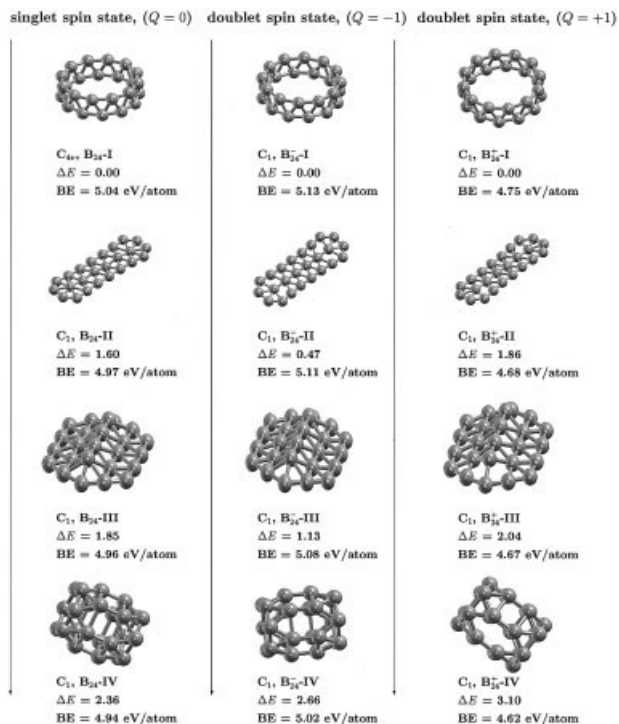 singlet spin state, (Q = 0) doublet spin state, (Q = −1) doublet spin state, (Q = +1)
C₄ᵥ, B₂₄-I
ΔE = 0.00
BE = 5.04 eV/atom
C₁, B₂₄⁻-I
ΔE = 0.00
BE = 5.13 eV/atom
C₁, B₂₄⁺-I
ΔE = 0.00
BE = 4.75 eV/atom
C₁, B₂₄-II
ΔE = 1.60
BE = 4.97 eV/atom
C₁, B₂₄⁻-II
ΔE = 0.47
BE = 5.11 eV/atom
C₁, B₂₄⁺-II
ΔE = 1.86
BE = 4.68 eV/atom
C₁, B₂₄-III
ΔE = 1.85
BE = 4.96 eV/atom
C₁, B₂₄⁻-III
ΔE = 1.13
BE = 5.08 eV/atom
C₁, B₂₄⁺-III
ΔE = 2.04
BE = 4.67 eV/atom
C₁, B₂₄-IV
ΔE = 2.36
BE = 4.94 eV/atom
C₁, B₂₄⁻-IV
ΔE = 2.66
BE = 5.02 eV/atom
C₁, B₂₄⁺-IV
ΔE = 3.10
BE = 4.62 eV/atom